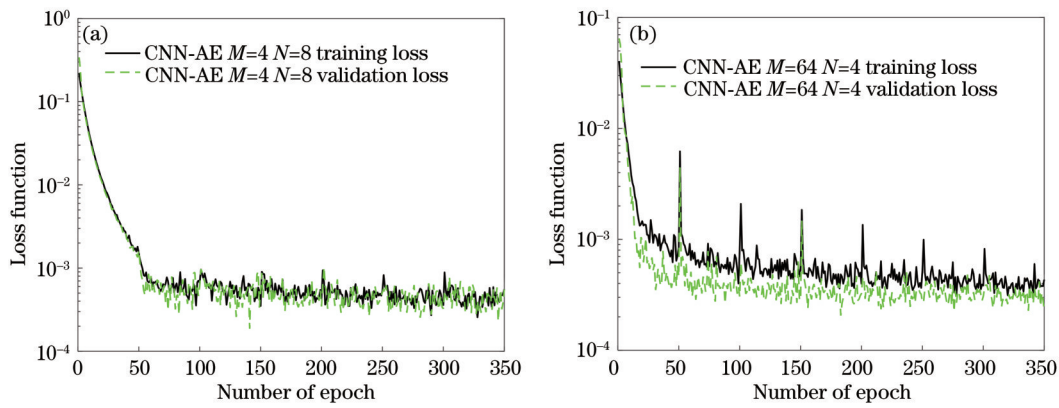 (a)
CNN-AE M=4 N=8 training loss
CNN-AE M=4 N=8 validation loss
10⁰
10⁻¹
10⁻²
10⁻³
10⁻⁴
Loss function
0 50 100 150 200 250 300 350
Number of epoch
(b)
CNN-AE M=64 N=4 training loss
CNN-AE M=64 N=4 validation loss
10⁻¹
10⁻²
10⁻³
10⁻⁴
Loss function
0 50 100 150 200 250 300 350
Number of epoch